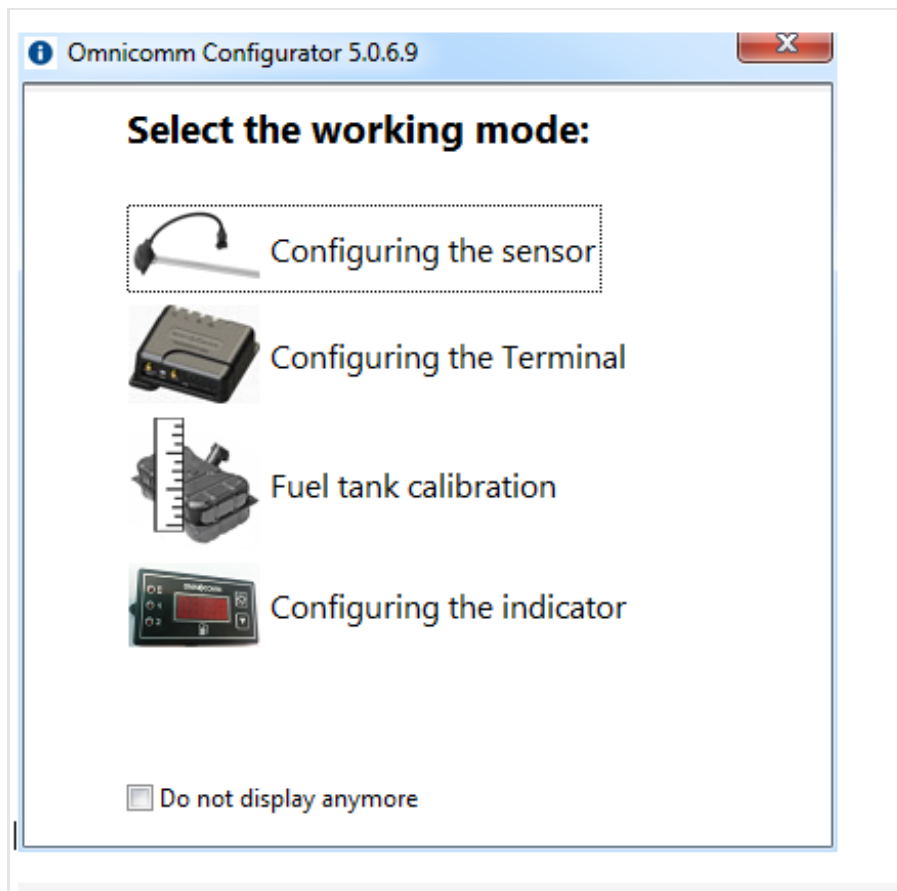 Omnicomm Configurator 5.0.6.9
Select the working mode:
Configuring the sensor
Configuring the Terminal
Fuel tank calibration
Configuring the indicator
Do not display anymore